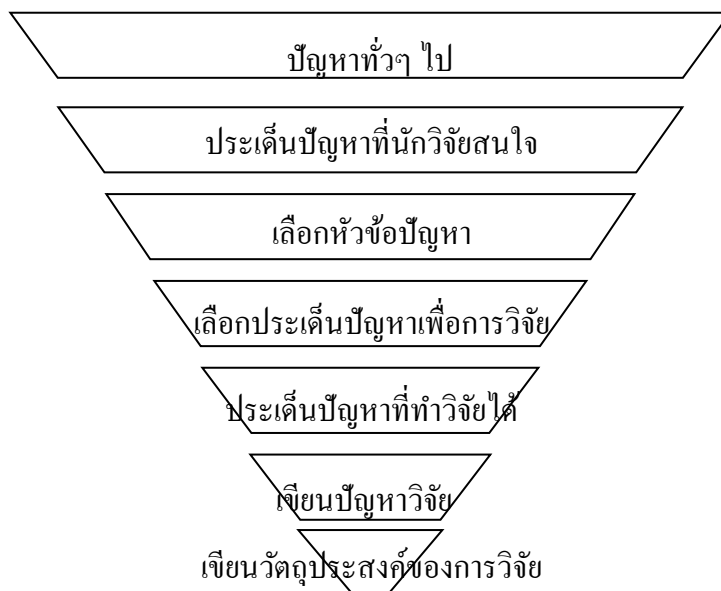 ปัญหาทั่วๆ ไป
ประเด็นปัญหาที่นักวิจัยสนใจ
เลือกหัวข้อปัญหา
เลือกประเด็นปัญหาเพื่อการวิจัย
ประเด็นปัญหาที่ทำวิจัยได้
เขียนปัญหาวิจัย
เขียนวัตถุประสงค์ของการวิจัย